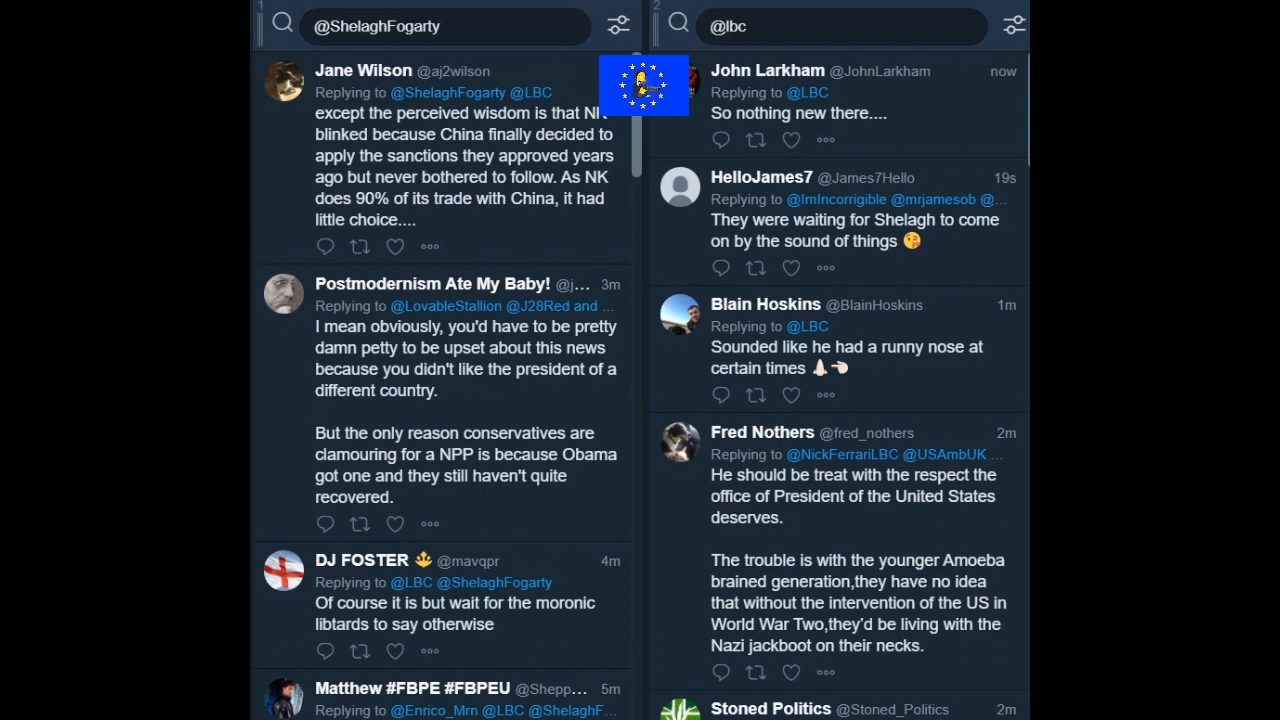 1
@ShelaghFogarty
Jane Wilson @aj2wilson
Replying to @ShelaghFogarty @LBC
except the perceived wisdom is that NK
blinked because China finally decided to
apply the sanctions they approved years
ago but never bothered to follow. As NK
does 90% of its trade with China, it had
little choice....
Postmodernism Ate My Baby! @j... 3m
Replying to @LovableStallion @J28Red and ...
I mean obviously, you'd have to be pretty
damn petty to be upset about this news
because you didn't like the president of a
different country.
But the only reason conservatives are
clamouring for a NPP is because Obama
got one and they still haven't quite
recovered.
DJ FOSTER @mavqpr 4m
Replying to @LBC @ShelaghFogarty
Of course it is but wait for the moronic
libtards to say otherwise
Matthew #FBPE #FBPEU @Shepp... 5m
Replying to @Enrico_Mrn @LBC @ShelaghF...
2
@lbc
John Larkham @JohnLarkham now
Replying to @LBC
So nothing new there....
HelloJames7 @James7Hello 19s
Replying to @ImIncorrigible @mrjamesob @...
They were waiting for Shelagh to come
on by the sound of things 😘
Blain Hoskins @BlainHoskins 1m
Replying to @LBC
Sounded like he had a runny nose at
certain times 👃🏻👈🏻
Fred Nothers @fred_nothers 2m
Replying to @NickFerrariLBC @USAmbUK ...
He should be treat with the respect the
office of President of the United States
deserves.
The trouble is with the younger Amoeba
brained generation,they have no idea
that without the intervention of the US in
World War Two,they'd be living with the
Nazi jackboot on their necks.
Stoned Politics @Stoned_Politics 2m